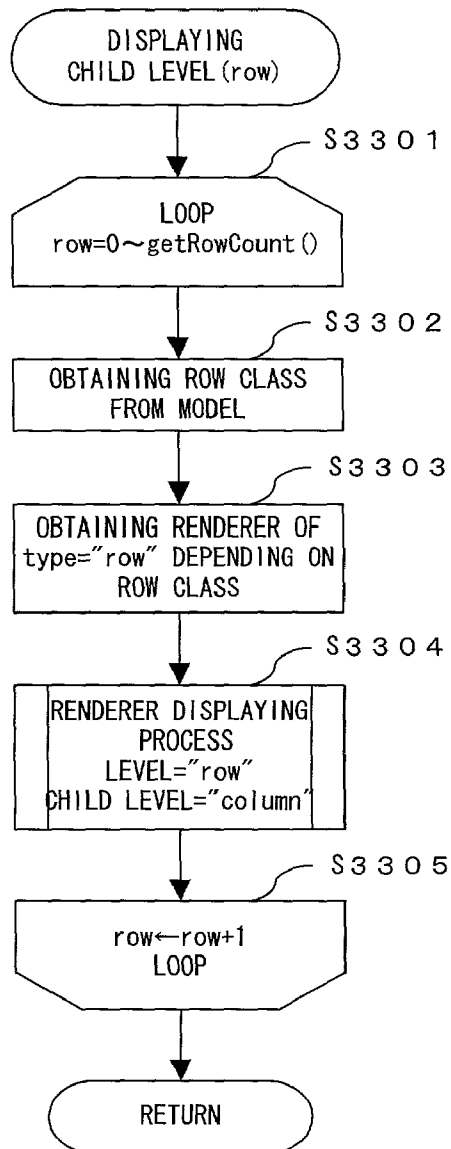 DISPLAYING
CHILD LEVEL(row)
S3301
LOOP
row=0～getRowCount()
S3302
OBTAINING ROW CLASS
FROM MODEL
S3303
OBTAINING RENDERER OF
type="row" DEPENDING ON
ROW CLASS
S3304
RENDERER DISPLAYING
PROCESS
LEVEL="row"
CHILD LEVEL="column"
S3305
row←row+1
LOOP
RETURN